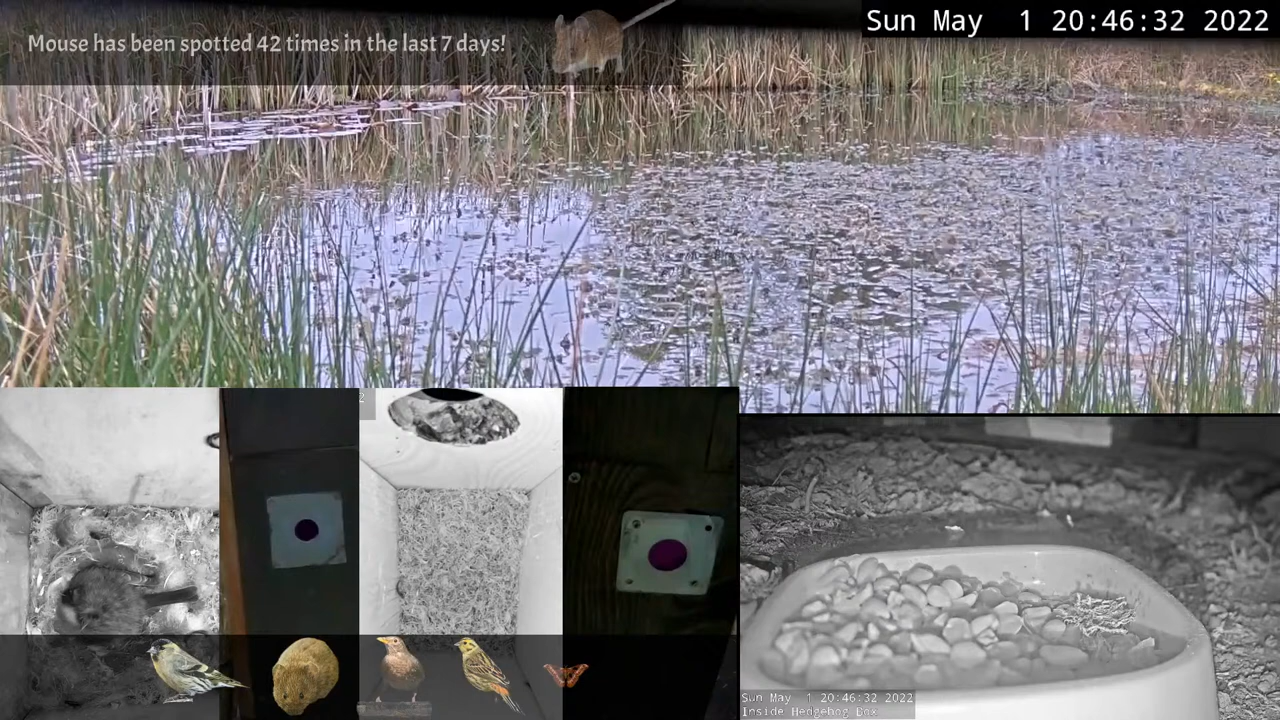 Mouse has been spotted 42 times in the last 7 days!
Sun May 1 20:46:32 2022
2
Sun May 1 20:46:32 2022
Inside Hedgehog Box